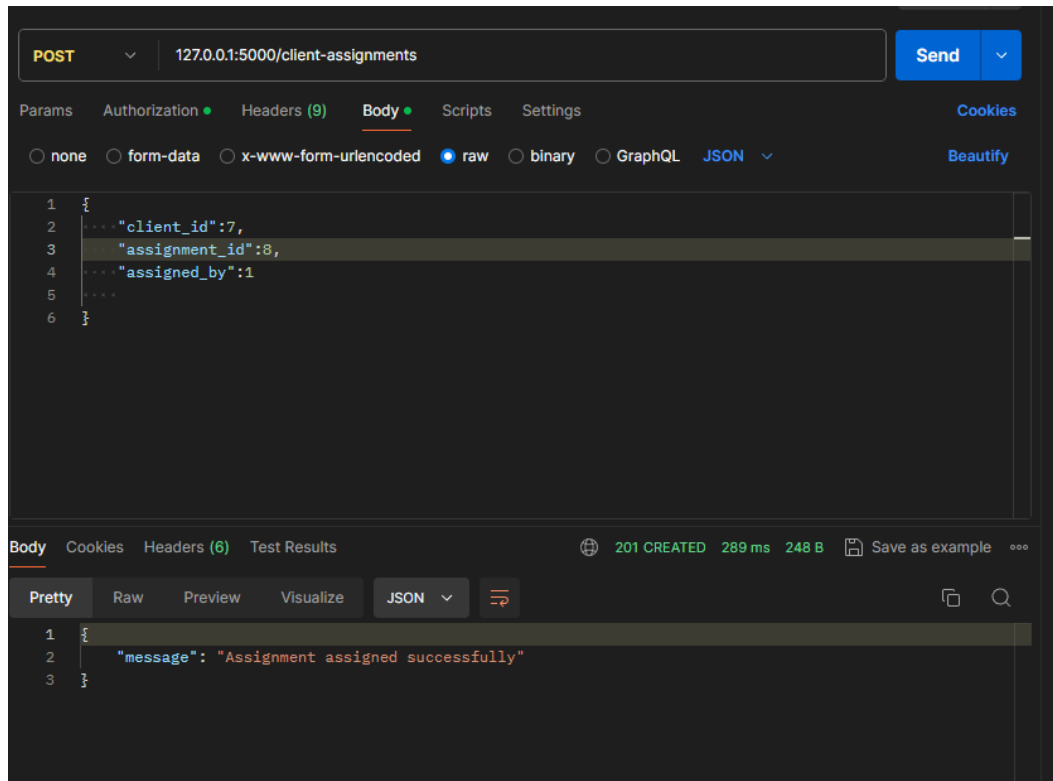 POST 127.0.0.1:5000/client-assignments Send
Params Authorization Headers (9) Body Scripts Settings Cookies
none form-data x-www-form-urlencoded raw binary GraphQL JSON Beautify
1 {
2 "client_id":7,
3 "assignment_id":8,
4 "assigned_by":1
5
6 }
Body Cookies Headers (6) Test Results 201 CREATED 289 ms 248 B Save as example
Pretty Raw Preview Visualize JSON
1 {
2 "message": "Assignment assigned successfully"
3 }